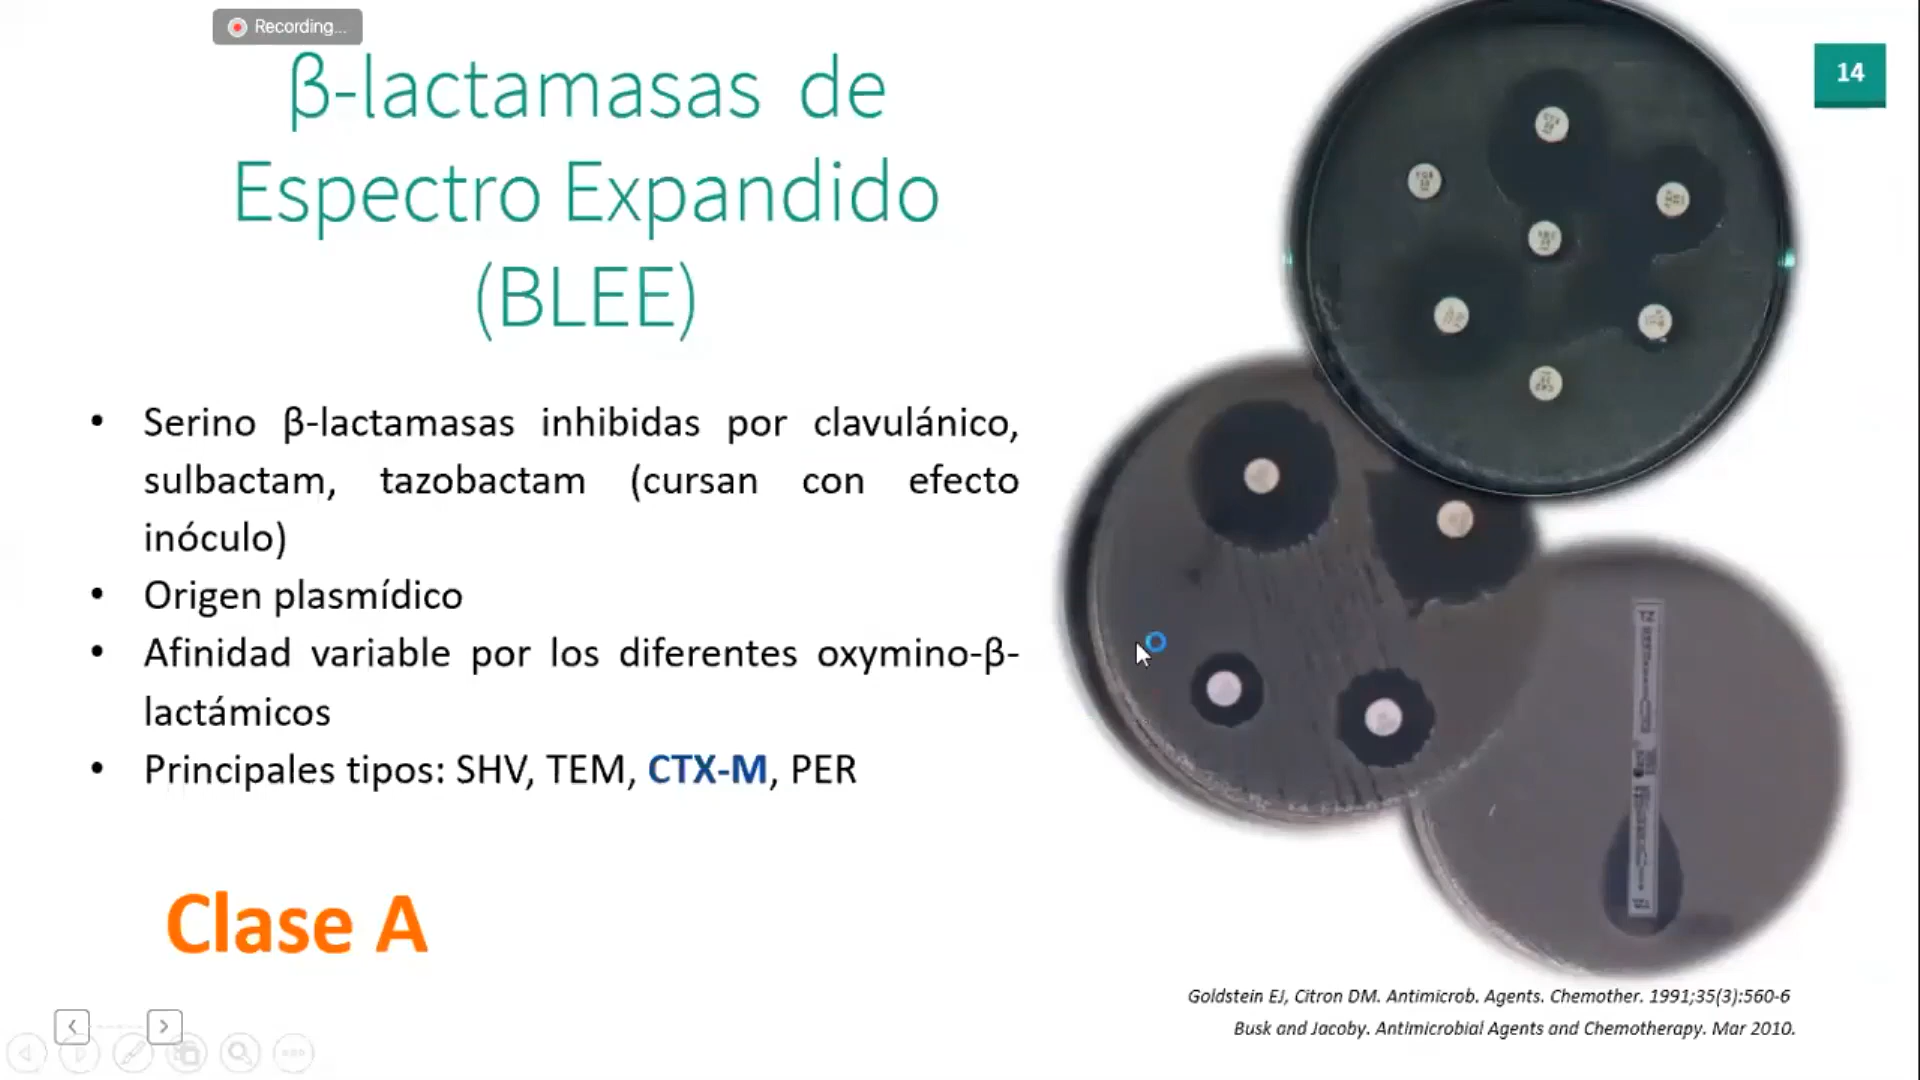 Recording...
14
β-lactamasas de
Espectro Expandido
(BLEE)
• Serino β-lactamasas inhibidas por clavulánico,
sulbactam, tazobactam (cursan con efecto
inóculo)
• Origen plasmídico
• Afinidad variable por los diferentes oxymino-β-
lactámicos
• Principales tipos: SHV, TEM, CTX-M, PER
Clase A
Goldstein EJ, Citron DM. Antimicrob. Agents. Chemother. 1991;35(3):560-6
Busk and Jacoby. Antimicrobial Agents and Chemotherapy. Mar 2010.